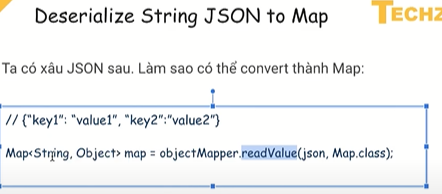 Deserialize String JSON to Map
TECHZ
Ta có xâu JSON sau. Làm sao có thể convert thành Map:
// {"key1": "value1", "key2":"value2"}
Map<String, Object> map = objectMapper.readValue(json, Map.class);